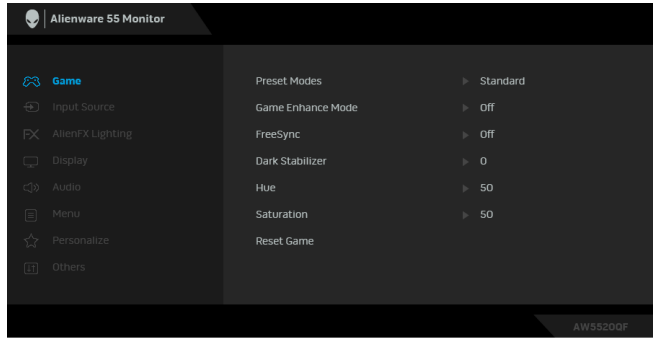 Alienware 55 Monitor
Game
Preset Modes Standard
Input Source
Game Enhance Mode Off
FX AlienFX Lighting
FreeSync Off
Display
Dark Stabilizer 0
Audio
Hue 50
Menu
Saturation 50
Personalize
Reset Game
Others
AW5520QF